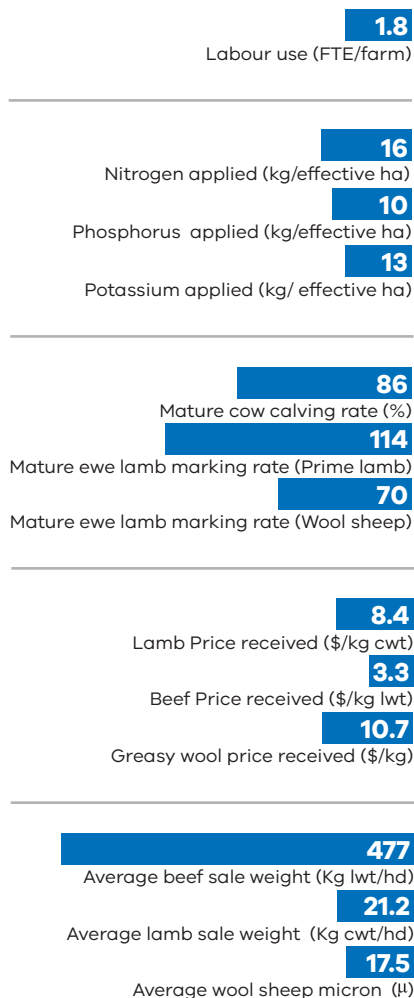 1.8
Labour use (FTE/farm)
16
Nitrogen applied (kg/effective ha)
10
Phosphorus applied (kg/effective ha)
13
Potassium applied (kg/ effective ha)
86
Mature cow calving rate (%)
114
Mature ewe lamb marking rate (Prime lamb)
70
Mature ewe lamb marking rate (Wool sheep)
8.4
Lamb Price received ($/kg cwt)
3.3
Beef Price received ($/kg lwt)
10.7
Greasy wool price received ($/kg)
477
Average beef sale weight (Kg lwt/hd)
21.2
Average lamb sale weight (Kg cwt/hd)
17.5
Average wool sheep micron (μ)